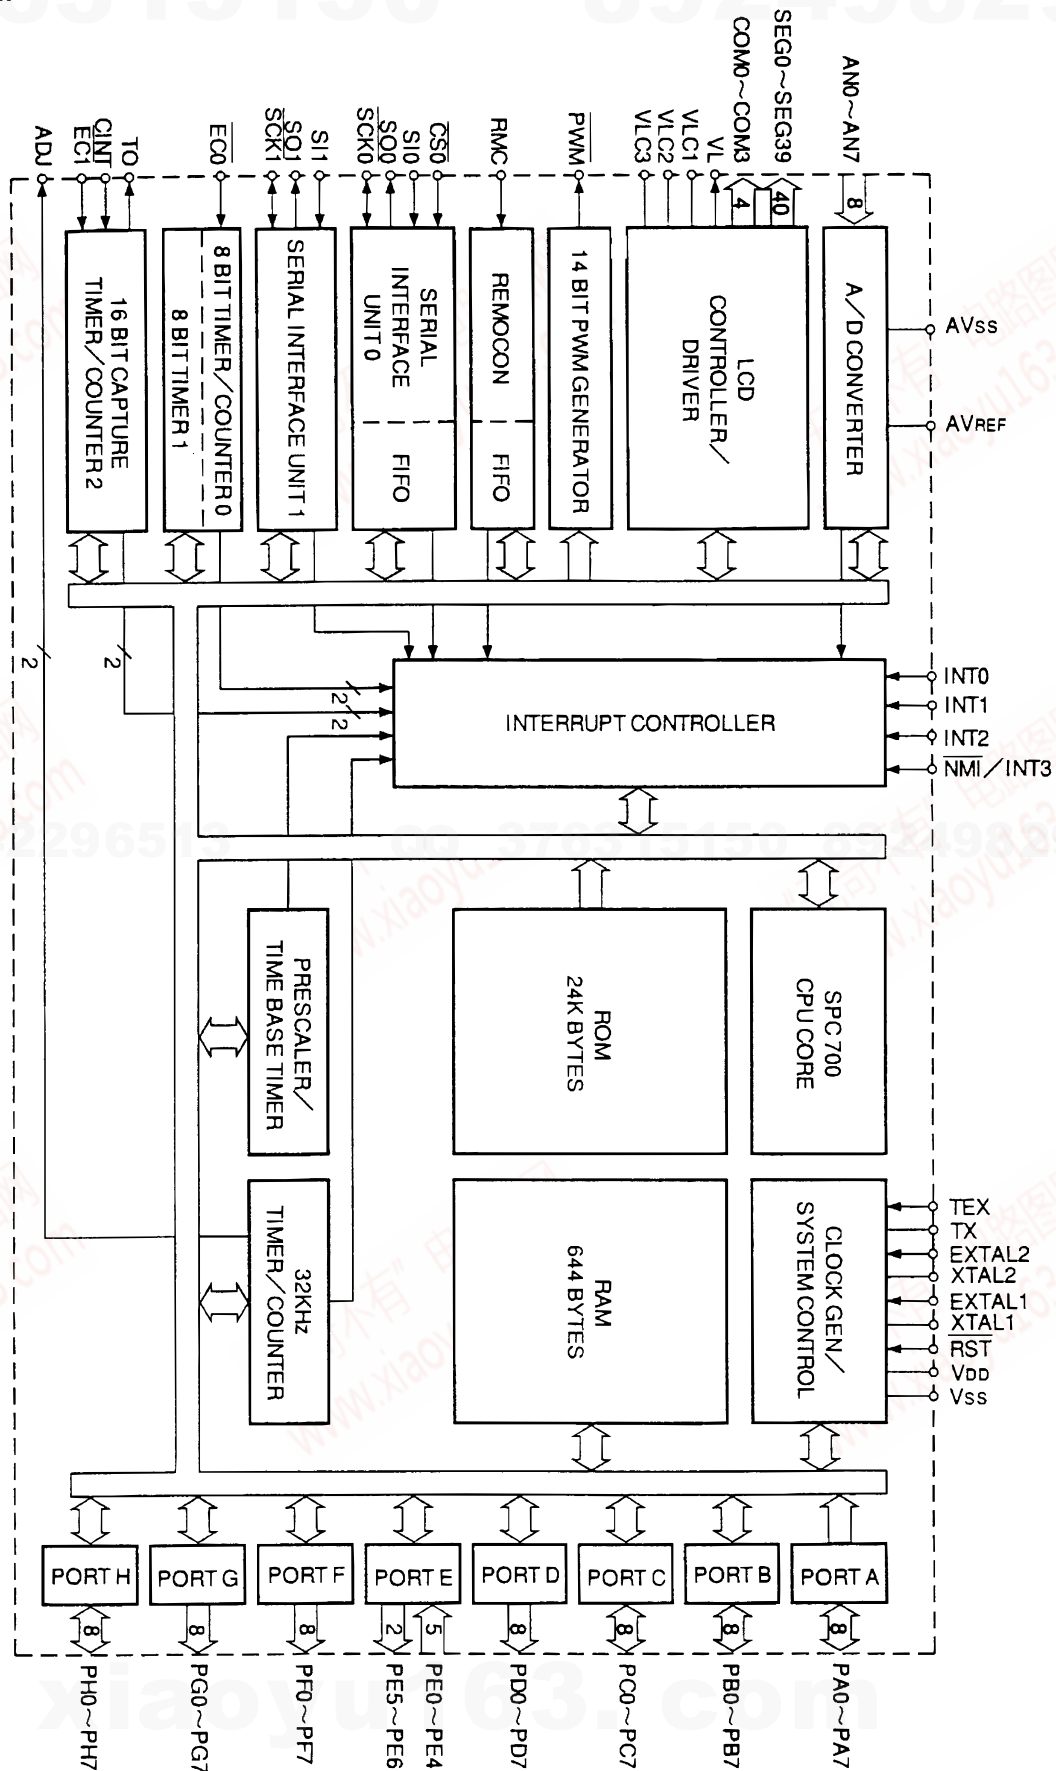 AN0～AN7
SEG0～SEG39
COM0～COM3
VL
VLC1
VLC2
VLC3
PWM
RMC
CS0
SI0
SO0
SCK0
SI1
SO1
SCK1
EC0
TO
CINT
EC1
ADJ
8
40
4
A/D CONVERTER
LCD
CONTROLLER/
DRIVER
14 BIT PWM GENERATOR
REMOCON
FIFO
SERIAL
INTERFACE
UNIT 0
FIFO
SERIAL INTERFACE UNIT 1
8 BIT TIMER/COUNTER 0
8 BIT TIMER 1
16 BIT CAPTURE
TIMER/COUNTER 2
AVSS
AVREF
2
2
2
2
INTERRUPT CONTROLLER
INT0
INT1
INT2
NMI/INT3
SPC 700
CPU CORE
ROM
24K BYTES
PRESCALER/
TIME BASE TIMER
CLOCK GEN/
SYSTEM CONTROL
RAM
644 BYTES
32KHz
TIMER/COUNTER
TEX
TX
EXTAL2
XTAL2
EXTAL1
XTAL1
RST
VDD
VSS
PORT H
PORT G
PORT F
PORT E
PORT D
PORT C
PORT B
PORT A
8
8
8
2
5
8
8
8
8
PH0～PH7
PG0～PG7
PF0～PF7
PE5～PE6
PE0～PE4
PD0～PD7
PC0～PC7
PB0～PB7
PA0～PA7
2296513 QQ 376315150 892498
xiaoyu163.com